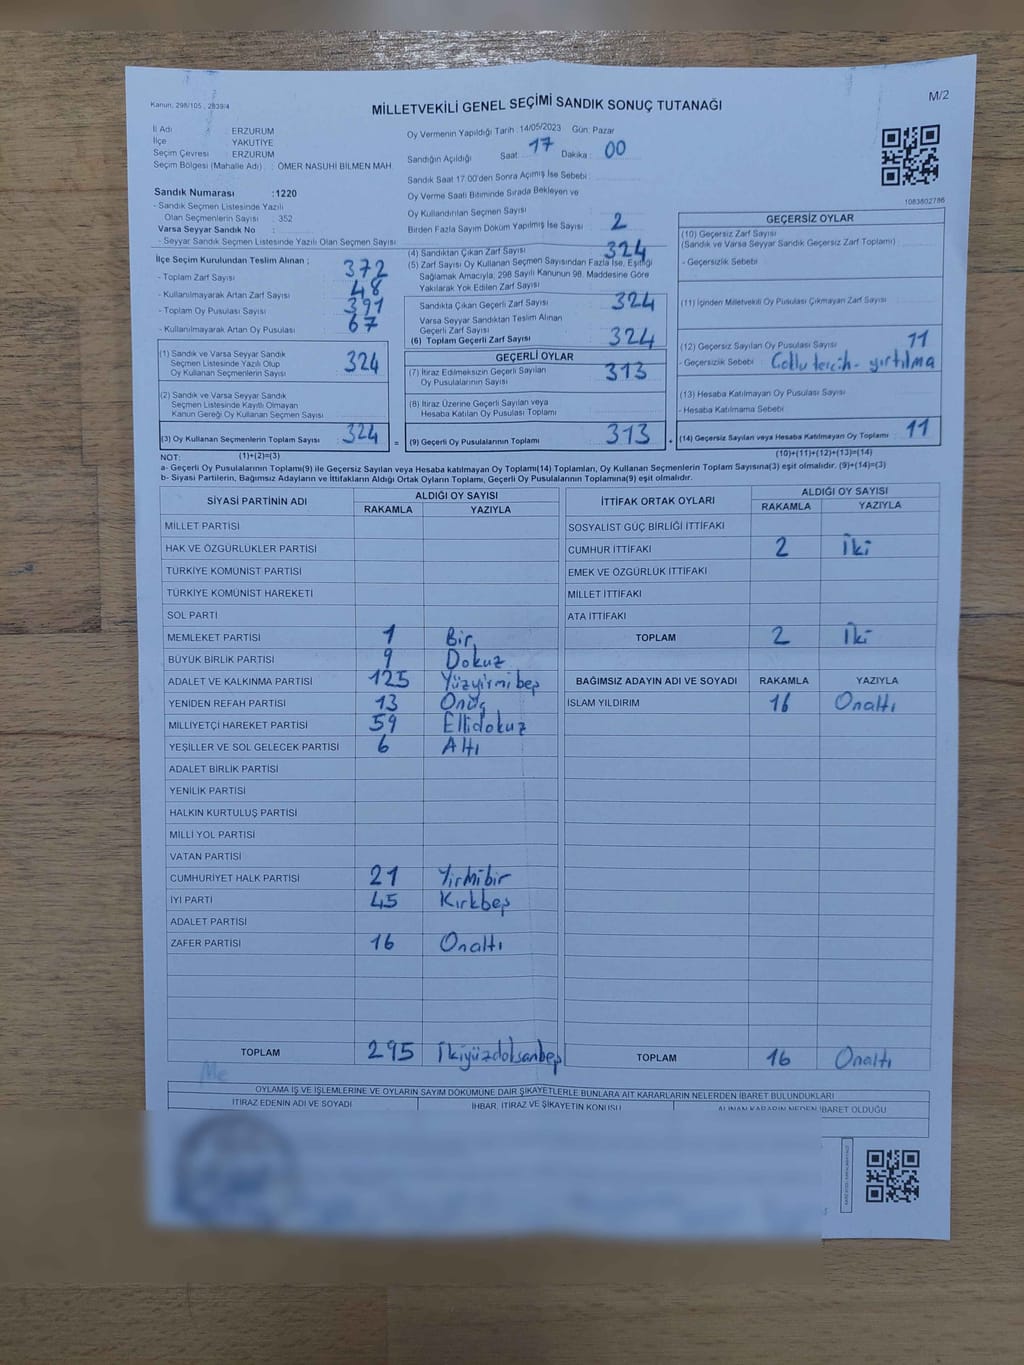 Kanun, 298/105 , 2839/4
MİLLETVEKİLİ GENEL SEÇİMİ SANDIK SONUÇ TUTANAĞI
M/2
İl Adı : ERZURUM
İlçe : YAKUTİYE
Seçim Çevresi : ERZURUM
Seçim Bölgesi (Mahalle Adı) : ÖMER NASUHİ BİLMEN MAH.
Oy Vermenin Yapıldığı Tarih : 14/05/2023 Gün: Pazar
Sandığın Açıldığı Saat: 17 Dakika : 00
Sandık Saat 17:00'den Sonra Açılmış İse Sebebi :
Sandık Numarası : 1220
- Sandık Seçmen Listesinde Yazılı
Olan Seçmenlerin Sayısı : 352
Varsa Seyyar Sandık No :
- Seyyar Sandık Seçmen Listesinde Yazılı Olan Seçmen Sayısı :
Oy Verme Saati Bitiminde Sırada Bekleyen ve
Oy Kullandırılan Seçmen Sayısı
Birden Fazla Sayım Döküm Yapılmış İse Sayısı : 2
1083802786
İlçe Seçim Kurulundan Teslim Alınan ;
- Toplam Zarf Sayısı : 372
- Kullanılmayarak Artan Zarf Sayısı : 48
- Toplam Oy Pusulası Sayısı : 391
- Kullanılmayarak Artan Oy Pusulası : 67
(1) Sandık ve Varsa Seyyar Sandık
Seçmen Listesinde Yazılı Olup
Oy Kullanan Seçmenlerin Sayısı : 324
(2) Sandık ve Varsa Seyyar Sandık
Seçmen Listesinde Kayıtlı Olmayan
Kanun Gereği Oy Kullanan Seçmen Sayısı :
(3) Oy Kullanan Seçmenlerin Toplam Sayısı : 324 =
(4) Sandıktan Çıkan Zarf Sayısı : 324
(5) Zarf Sayısı Oy Kullanan Seçmen Sayısından Fazla İse, Eşitliği
Sağlamak Amacıyla, 298 Sayılı Kanunun 98. Maddesine Göre
Yakılarak Yok Edilen Zarf Sayısı :
Sandıkta Çıkan Geçerli Zarf Sayısı : 324
Varsa Seyyar Sandıktan Teslim Alınan
Geçerli Zarf Sayısı :
(6) Toplam Geçerli Zarf Sayısı : 324
GEÇERLİ OYLAR
(7) İtiraz Edilmeksizin Geçerli Sayılan
Oy Pusulalarının Sayısı : 313
(8) İtiraz Üzerine Geçerli Sayılan veya
Hesaba Katılan Oy Pusulası Toplamı :
(9) Geçerli Oy Pusulalarının Toplamı : 313 +
GEÇERSİZ OYLAR
(10) Geçersiz Zarf Sayısı :
(Sandık ve Varsa Seyyar Sandık Geçersiz Zarf Toplamı)
- Geçersizlik Sebebi :
(11) İçinden Milletvekili Oy Pusulası Çıkmayan Zarf Sayısı :
(12) Geçersiz Sayılan Oy Pusulası Sayısı : 11
- Geçersizlik Sebebi : Çoklu tercih - yırtılma
(13) Hesaba Katılmayan Oy Pusulası Sayısı :
- Hesaba Katılmama Sebebi :
(14) Geçersiz Sayılan veya Hesaba Katılmayan Oy Toplamı : 11
NOT: (1)+(2)=(3)
(10)+(11)+(12)+(13)=(14)
a- Geçerli Oy Pusulalarının Toplamı(9) ile Geçersiz Sayılan veya Hesaba katılmayan Oy Toplamı(14) Toplamları, Oy Kullanan Seçmenlerin Toplam Sayısına(3) eşit olmalıdır. (9)+(14)=(3)
b- Siyasi Partilerin, Bağımsız Adayların ve İttifakların Aldığı Ortak Oyların Toplamı, Geçerli Oy Pusulalarının Toplamına(9) eşit olmalıdır.
SİYASİ PARTİNİN ADI ALDIĞI OY SAYISI
RAKAMLA YAZIYLA
MİLLET PARTİSİ
HAK VE ÖZGÜRLÜKLER PARTİSİ
TÜRKİYE KOMÜNİST PARTİSİ
TÜRKİYE KOMÜNİST HAREKETİ
SOL PARTİ
MEMLEKET PARTİSİ 1 Bir
BÜYÜK BİRLİK PARTİSİ 9 Dokuz
ADALET VE KALKINMA PARTİSİ 125 Yüzyirmibeş
YENİDEN REFAH PARTİSİ 13 Onüç
MİLLİYETÇİ HAREKET PARTİSİ 59 Ellidokuz
YEŞİLLER VE SOL GELECEK PARTİSİ 6 Altı
ADALET BİRLİK PARTİSİ
YENİLİK PARTİSİ
HALKIN KURTULUŞ PARTİSİ
MİLLİ YOL PARTİSİ
VATAN PARTİSİ
CUMHURİYET HALK PARTİSİ 21 Yirmibir
İYİ PARTİ 45 Kırkbeş
ADALET PARTİSİ
ZAFER PARTİSİ 16 Onaltı
TOPLAM 295 İkiyüzdoksanbeş
İTTİFAK ORTAK OYLARI ALDIĞI OY SAYISI
RAKAMLA YAZIYLA
SOSYALİST GÜÇ BİRLİĞİ İTTİFAKI
CUMHUR İTTİFAKI 2 İki
EMEK VE ÖZGÜRLÜK İTTİFAKI
MİLLET İTTİFAKI
ATA İTTİFAKI
TOPLAM 2 İki
BAĞIMSIZ ADAYIN ADI VE SOYADI RAKAMLA YAZIYLA
İSLAM YILDIRIM 16 Onaltı
TOPLAM 16 Onaltı
OYLAMA İŞ VE İŞLEMLERİNE VE OYLARIN SAYIM DÖKÜMÜNE DAİR ŞİKAYETLERLE BUNLARA AİT KARARLARIN NELERDEN İBARET BULUNDUKLARI
İTİRAZ EDENİN ADI VE SOYADI İHBAR, İTİRAZ VE ŞİKAYETİN KONUSU ALINAN KARARIN NEDEN İBARET OLDUĞU